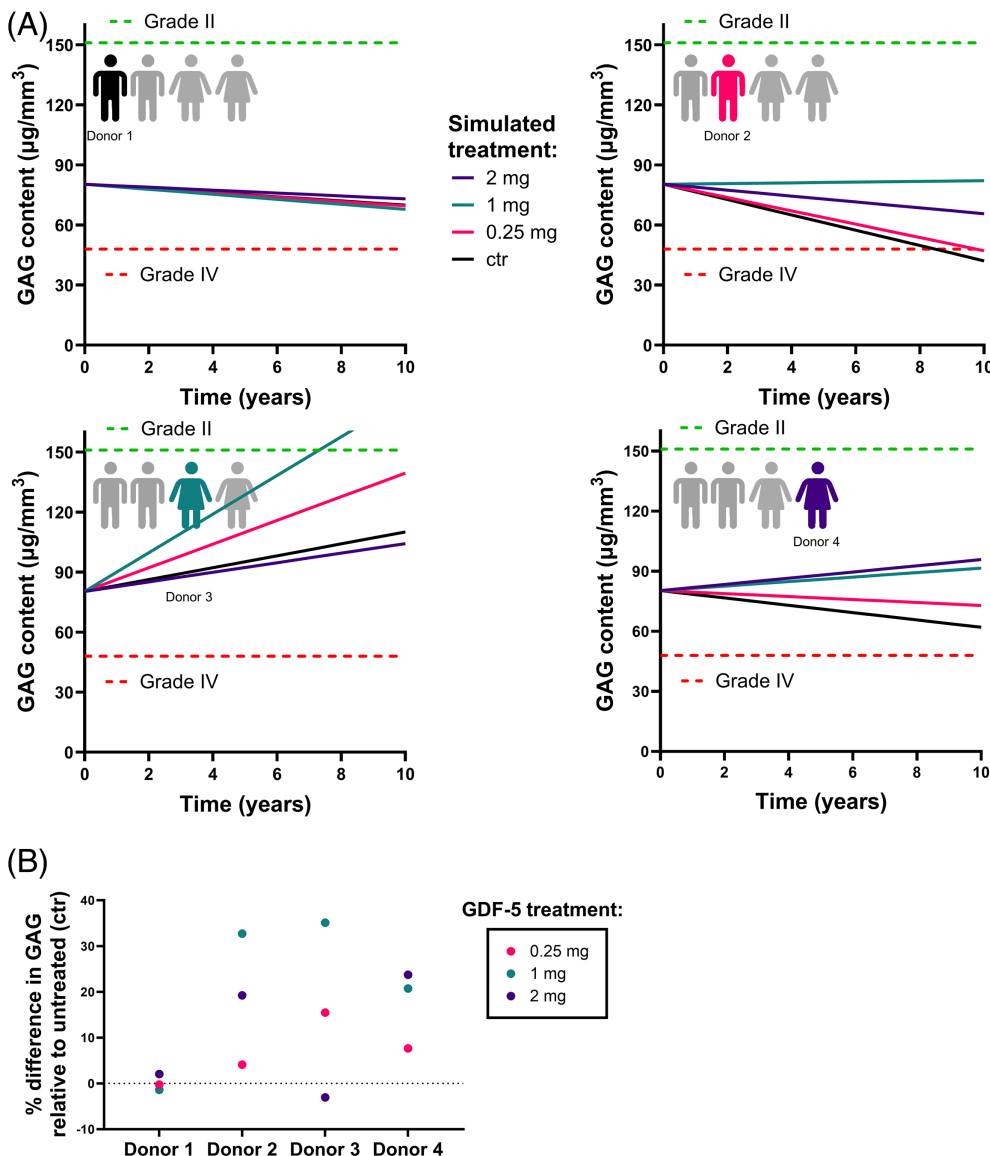 (A)
Grade II
150
120
90
60
30
0
GAG content (µg/mm³)
Donor 1
Grade IV
0 2 4 6 8 10
Time (years)
Simulated
treatment:
2 mg
1 mg
0.25 mg
ctr
Grade II
150
120
90
60
30
0
GAG content (µg/mm³)
Donor 2
Grade IV
0 2 4 6 8 10
Time (years)
Grade II
150
120
90
60
30
0
GAG content (µg/mm³)
Donor 3
Grade IV
0 2 4 6 8 10
Time (years)
Grade II
150
120
90
60
30
0
GAG content (µg/mm³)
Donor 4
Grade IV
0 2 4 6 8 10
Time (years)
(B)
% difference in GAG
relative to untreated (ctr)
40
30
20
10
0
-10
Donor 1 Donor 2 Donor 3 Donor 4
GDF-5 treatment:
0.25 mg
1 mg
2 mg